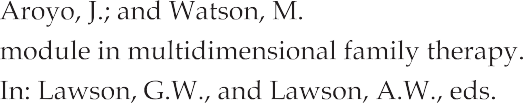 Aroyo, J.; and Watson, M.
module in multidimensional family therapy.
In: Lawson, G.W., and Lawson, A.W., eds.